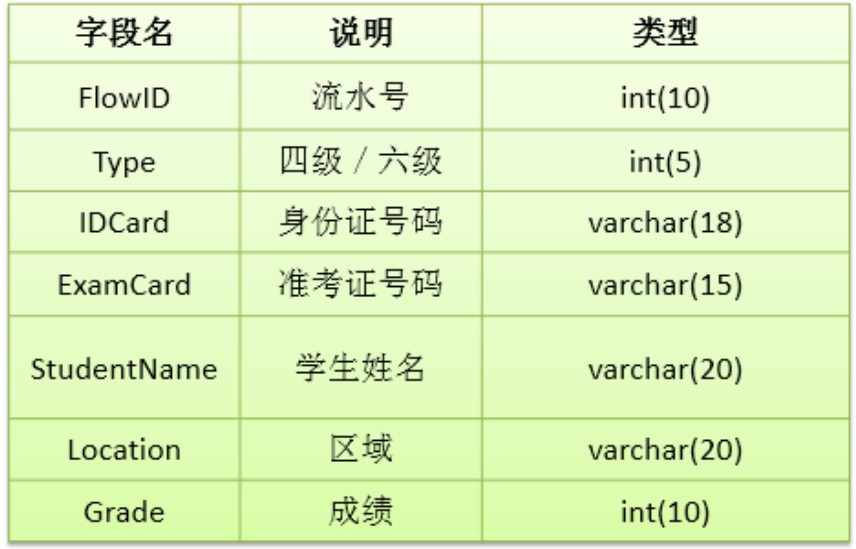 字段名 说明 类型
FlowID 流水号 int(10)
Type 四级 / 六级 int(5)
IDCard 身份证号码 varchar(18)
ExamCard 准考证号码 varchar(15)
StudentName 学生姓名 varchar(20)
Location 区域 varchar(20)
Grade 成绩 int(10)